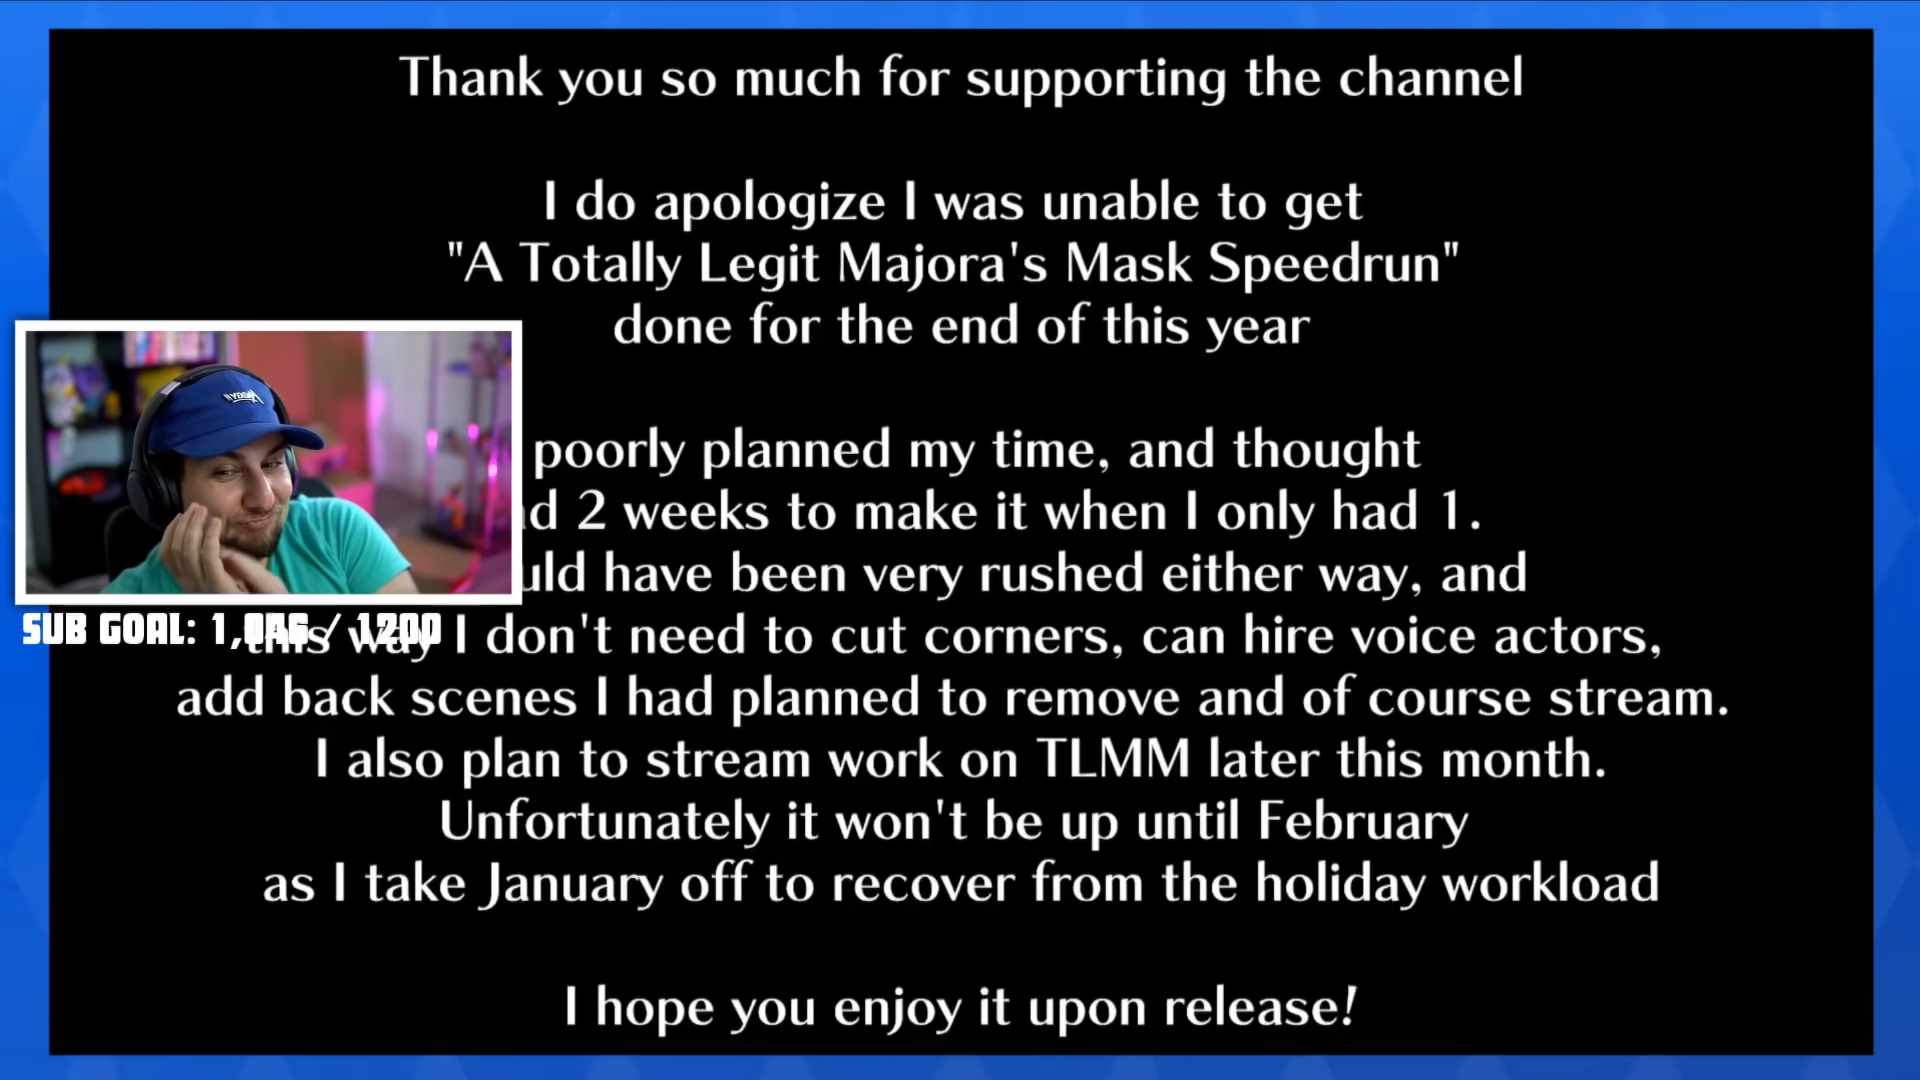 Thank you so much for supporting the channel
I do apologize I was unable to get
"A Totally Legit Majora's Mask Speedrun"
done for the end of this year
poorly planned my time, and thought
2 weeks to make it when I only had 1.
have been very rushed either way, and
SUB GOAL: 1,046 / 1200
this way I don't need to cut corners, can hire voice actors,
add back scenes I had planned to remove and of course stream.
I also plan to stream work on TLMM later this month.
Unfortunately it won't be up until February
as I take January off to recover from the holiday workload
I hope you enjoy it upon release!